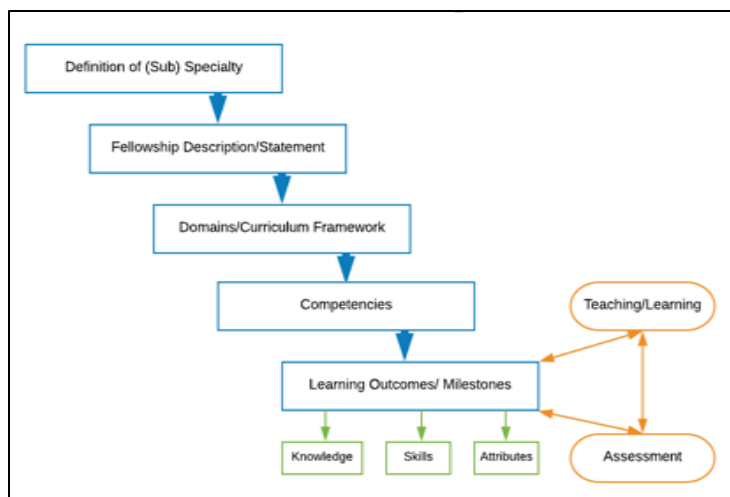 Definition of (Sub) Specialty
Fellowship Description/Statement
Domains/Curriculum Framework
Competencies
Teaching/Learning
Learning Outcomes/ Milestones
Knowledge
Skills
Attributes
Assessment